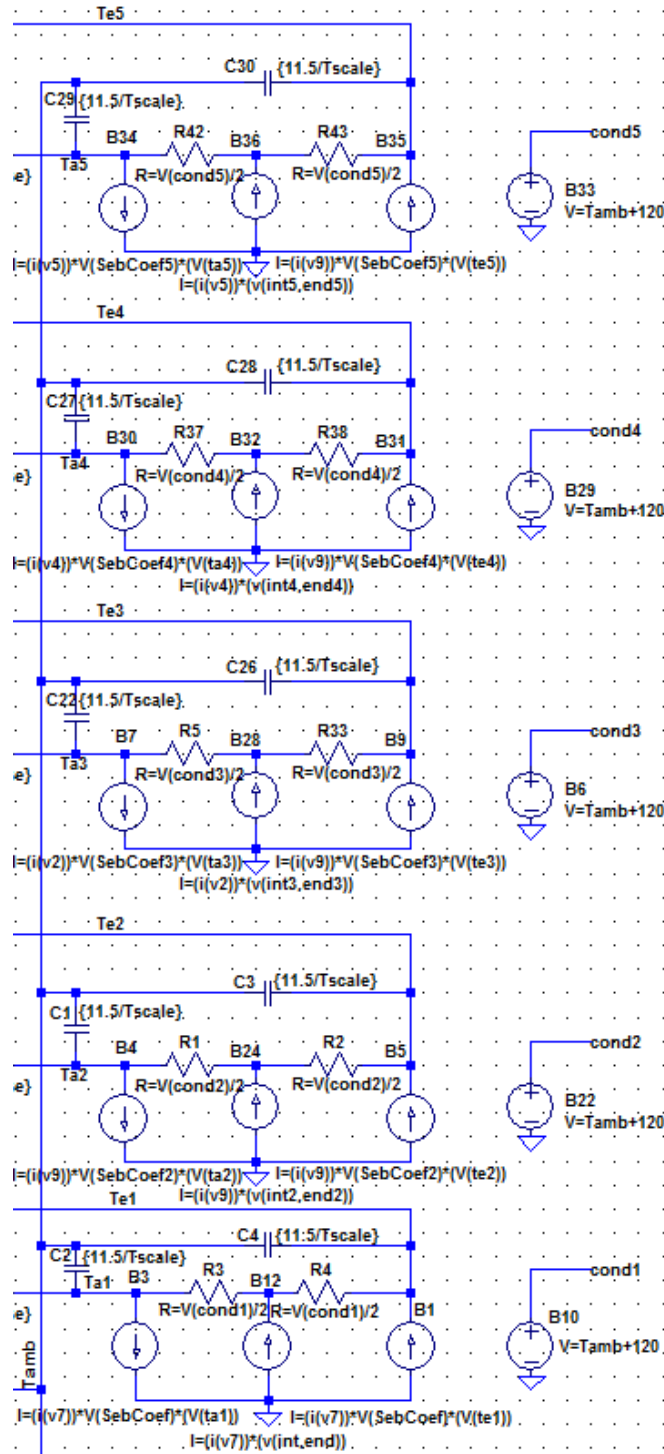 Te5
C30 {11.5/Tscale}
C29 {11.5/Tscale}
B34 R42 B36 R43 B35 cond5
Ta5 R=V(cond5)/2 R=V(cond5)/2
B33
V=Tamb+120
I=(i(v5))*V(SebCoef5)*(V(ta5)) I=(i(v9))*V(SebCoef5)*(V(te5))
I=(i(v5))*(v(int5,end5))
Te4
C28 {11.5/Tscale}
C27 {11.5/Tscale}
B30 R37 B32 R38 B31 cond4
Ta4 R=V(cond4)/2 R=V(cond4)/2
B29
V=Tamb+120
I=(i(v4))*V(SebCoef4)*(V(ta4)) I=(i(v9))*V(SebCoef4)*(V(te4))
I=(i(v4))*(v(int4,end4))
Te3
C26 {11.5/Tscale}
C22 {11.5/Tscale}
B7 R5 B28 R33 B9 cond3
Ta3 R=V(cond3)/2 R=V(cond3)/2
B6
V=Tamb+120
I=(i(v2))*V(SebCoef3)*(V(ta3)) I=(i(v9))*V(SebCoef3)*(V(te3))
I=(i(v2))*(v(int3,end3))
Te2
C3 {11.5/Tscale}
C1 {11.5/Tscale}
B4 R1 B24 R2 B5 cond2
Ta2 R=V(cond2)/2 R=V(cond2)/2
B22
V=Tamb+120
I=(i(v9))*V(SebCoef2)*(V(ta2)) I=(i(v9))*V(SebCoef2)*(V(te2))
I=(i(v9))*(v(int2,end2))
Te1
C4 {11.5/Tscale}
C2 {11.5/Tscale}
Ta1 B3 R3 B12 R4 cond1
R=V(cond1)/2 R=V(cond1)/2 B1 B10
V=Tamb+120
Tamb
I=(i(v7))*V(SebCoef)*(V(ta1)) I=(i(v7))*V(SebCoef)*(V(te1))
I=(i(v7))*(v(int,end))